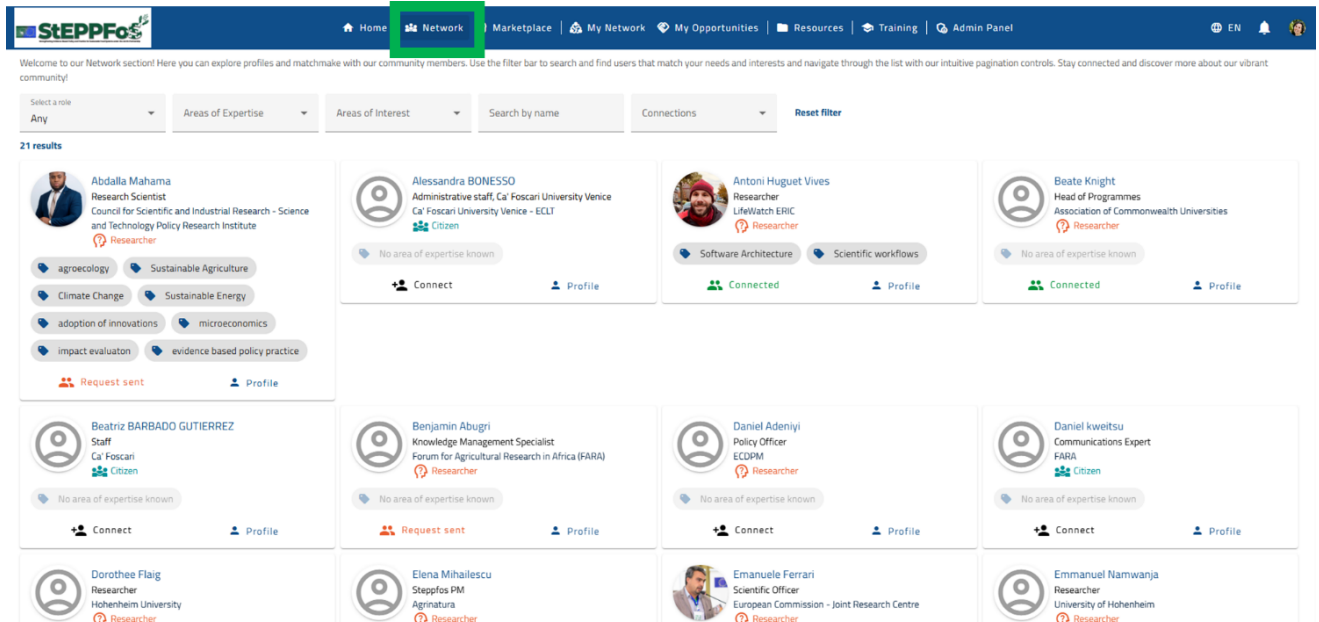 StEPPFoS
Home Network Marketplace My Network My Opportunities Resources Training Admin Panel EN
Welcome to our Network section! Here you can explore profiles and matchmake with our community members. Use the filter bar to search and find users that match your needs and interests and navigate through the list with our intuitive pagination controls. Stay connected and discover more about our vibrant
community!
Select a role
Any Areas of Expertise Areas of Interest Search by name Connections Reset filter
21 results
Abdalla Mahama
Research Scientist
Council for Scientific and Industrial Research - Science
and Technology Policy Research Institute
Researcher
agroecology Sustainable Agriculture
Climate Change Sustainable Energy
adoption of innovations microeconomics
impact evaluaton evidence based policy practice
Request sent Profile
Alessandra BONESSO
Administrative staff, Ca' Foscari University Venice
Ca' Foscari University Venice - ECLT
Citizen
No area of expertise known
Connect Profile
Antoni Huguet Vives
Researcher
LifeWatch ERIC
Researcher
Software Architecture Scientific workflows
Connected Profile
Beate Knight
Head of Programmes
Association of Commonwealth Universities
Researcher
No area of expertise known
Connected Profile
Beatriz BARBADO GUTIERREZ
Staff
Ca' Foscari
Citizen
No area of expertise known
Connect Profile
Benjamin Abugri
Knowledge Management Specialist
Forum for Agricultural Research in Africa (FARA)
Researcher
No area of expertise known
Request sent Profile
Daniel Adeniyi
Policy Officer
ECDPM
Researcher
No area of expertise known
Connect Profile
Daniel kweitsu
Communications Expert
FARA
Citizen
No area of expertise known
Connect Profile
Dorothee Flaig
Researcher
Hohenheim University
Researcher
Elena Mihailescu
Steppfos PM
Agrinatura
Researcher
Emanuele Ferrari
Scientific Officer
European Commission - Joint Research Centre
Researcher
Emmanuel Namwanja
Researcher
University of Hohenheim
Researcher